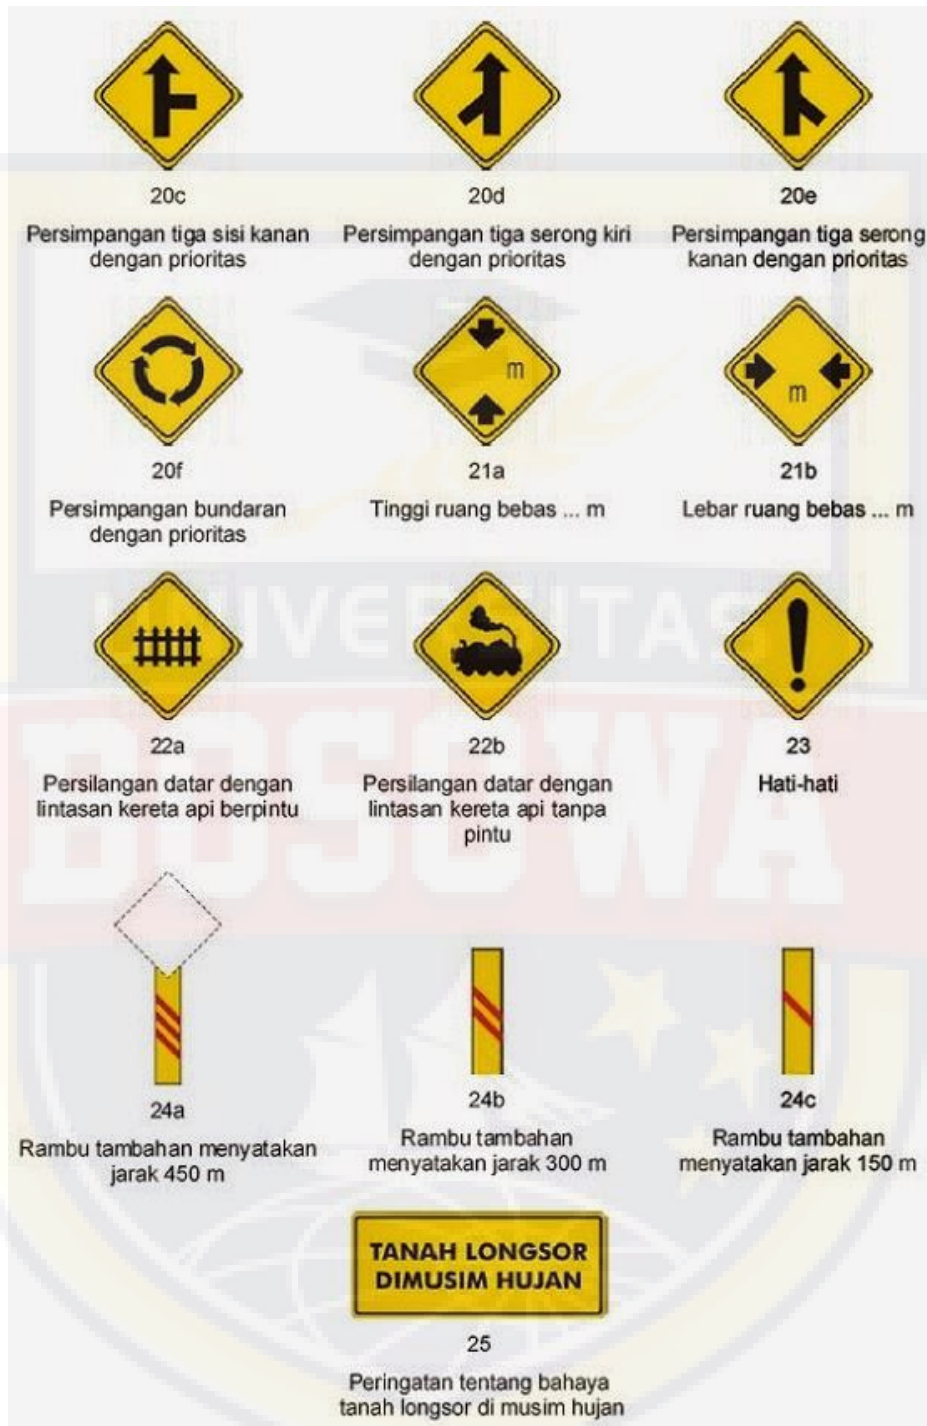 20c
20d
20e
Persimpangan tiga sisi kanan
dengan prioritas
Persimpangan tiga serong kiri
dengan prioritas
Persimpangan tiga serong
kanan dengan prioritas
m
m
20f
21a
21b
Persimpangan bundaran
dengan prioritas
Tinggi ruang bebas ... m
Lebar ruang bebas ... m
UNIVERSITAS
22a
22b
23
Persilangan datar dengan
lintasan kereta api berpintu
Persilangan datar dengan
lintasan kereta api tanpa
pintu
Hati-hati
BOSOWA
24a
24b
24c
Rambu tambahan menyatakan
jarak 450 m
Rambu tambahan
menyatakan jarak 300 m
Rambu tambahan
menyatakan jarak 150 m
TANAH LONGSOR
DIMUSIM HUJAN
25
Peringatan tentang bahaya
tanah longsor di musim hujan